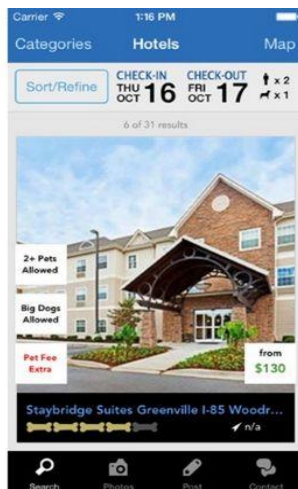 Carrier 1:16 PM
Categories Hotels Map
Sort/Refine
CHECK-IN
THU OCT 16
CHECK-OUT
FRI OCT 17
x 2
x 1
6 of 31 results
2+ Pets
Allowed
Big Dogs
Allowed
Pet Fee
Extra
from
$130
Staybridge Suites Greenville I-85 Woodr...
n/a
Search Photos Post Contact